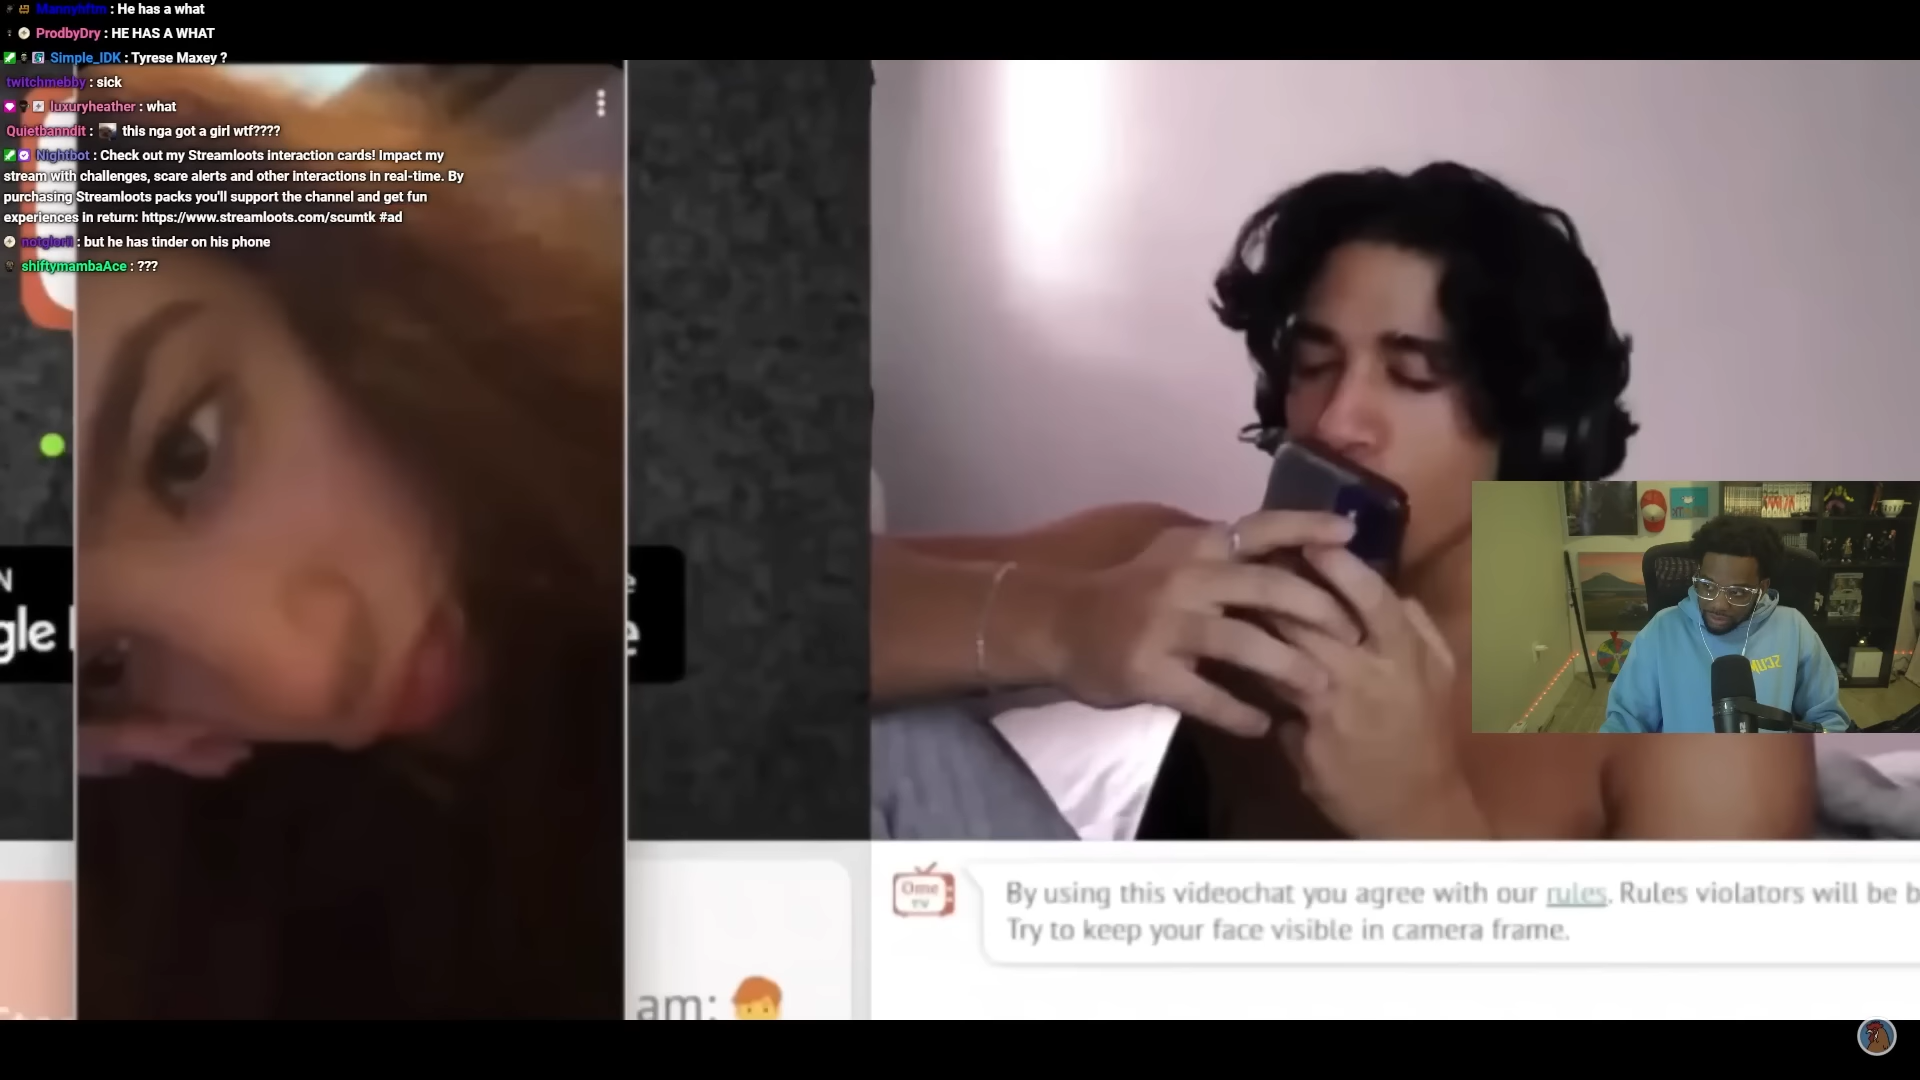 Mannyhftm : He has a what
ProdbyDry : HE HAS A WHAT
Simple_IDK : Tyrese Maxey ?
twitchmebby : sick
luxuryheather : what
Quietbanndit : this nga got a girl wtf????
Nightbot : Check out my Streamloots interaction cards! Impact my
stream with challenges, scare alerts and other interactions in real-time. By
purchasing Streamloots packs you'll support the channel and get fun
experiences in return: https://www.streamloots.com/scumtk #ad
: but he has tinder on his phone
shiftymambaAce : ???
N
gle
e
Ome
TV
By using this videochat you agree with our rules. Rules violators will be b
Try to keep your face visible in camera frame.
am: